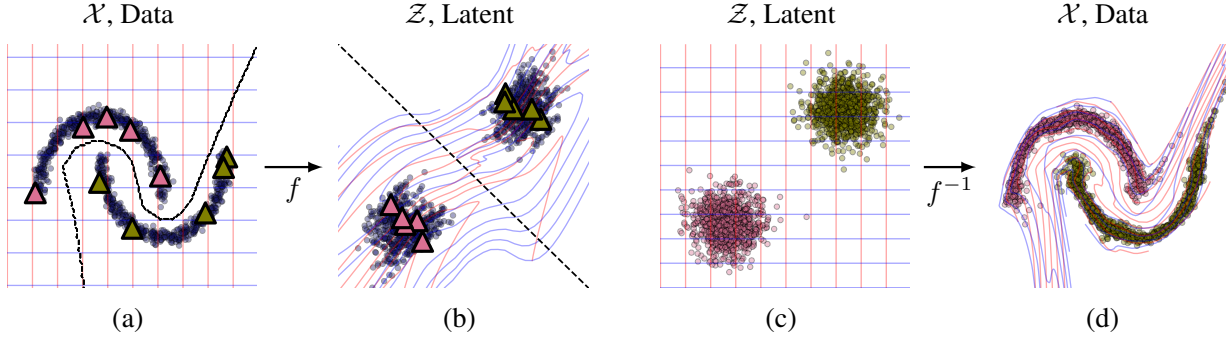 𝒳, Data
𝒵, Latent
𝒵, Latent
𝒳, Data
f
f⁻¹
(a)
(b)
(c)
(d)